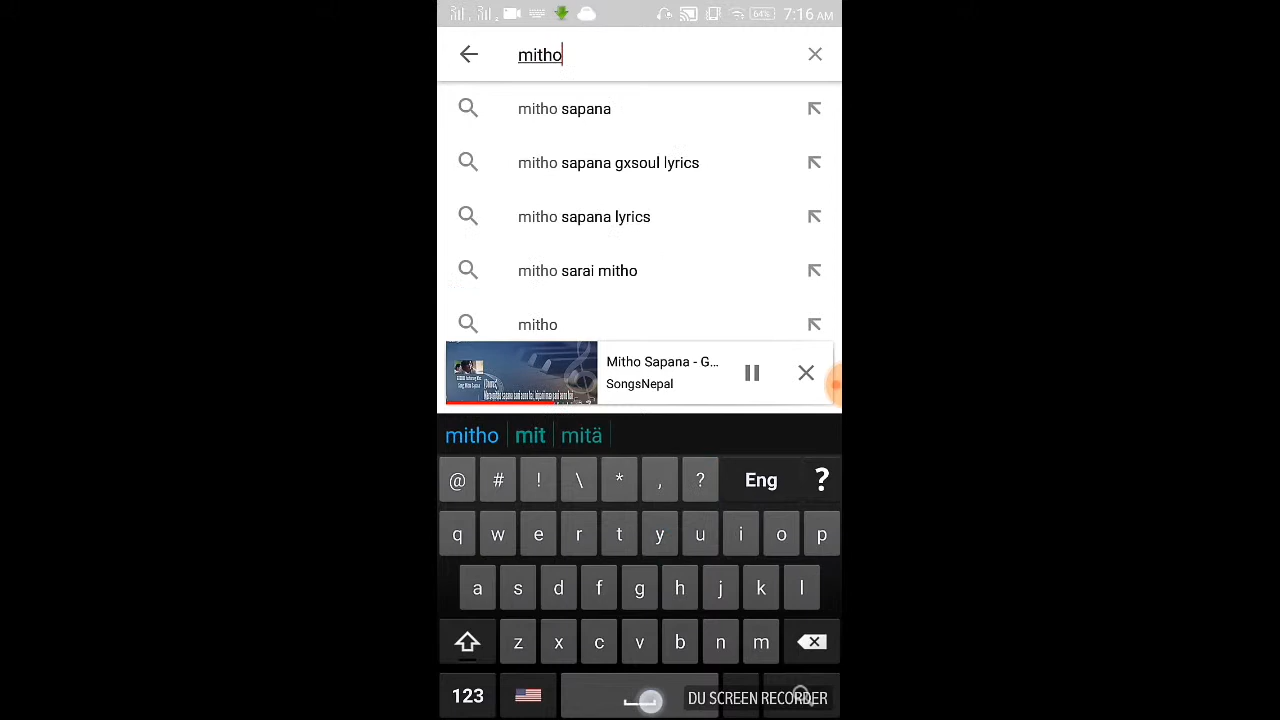 64% 7:16 AM
mitho
mitho sapana
mitho sapana gxsoul lyrics
mitho sapana lyrics
mitho sarai mitho
mitho
Mitho Sapana - G...
SongsNepal
mitho mit mitä
@ # ! \ * , ? Eng ?
q w e r t y u i o p
a s d f g h j k l
z x c v b n m
123 DU SCREEN RECORDER